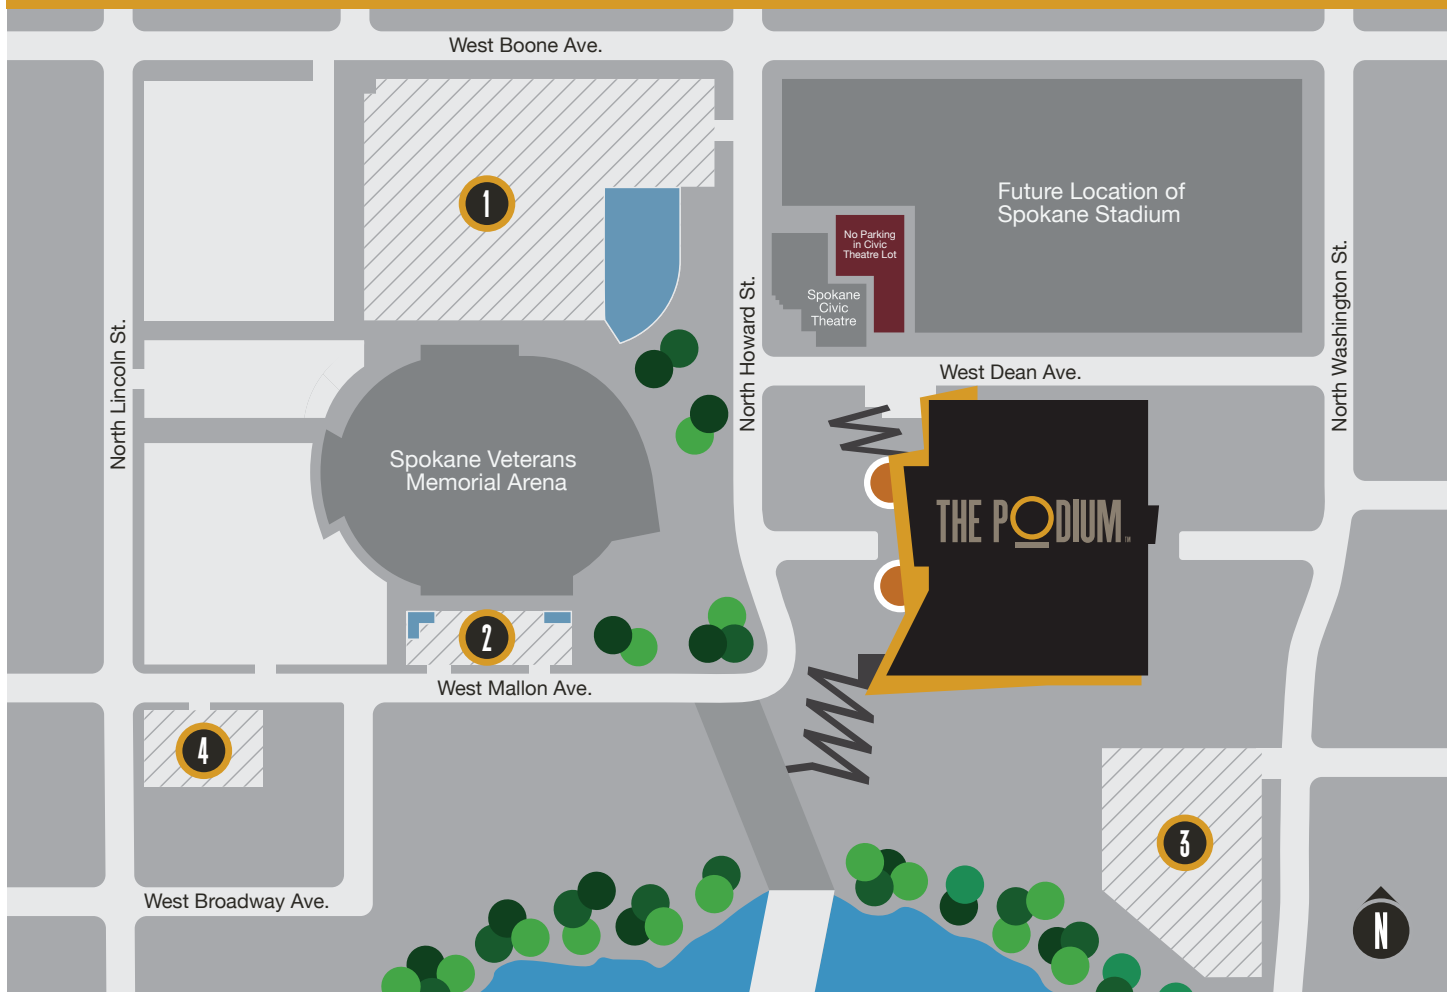 West Boone Ave.
1
Future Location of
Spokane Stadium
No Parking
in Civic
Theatre Lot
Spokane
Civic
Theatre
North Lincoln St.
North Howard St.
North Washington St.
West Dean Ave.
Spokane Veterans
Memorial Arena
THE PODIUM™
2
West Mallon Ave.
4
3
West Broadway Ave.
N